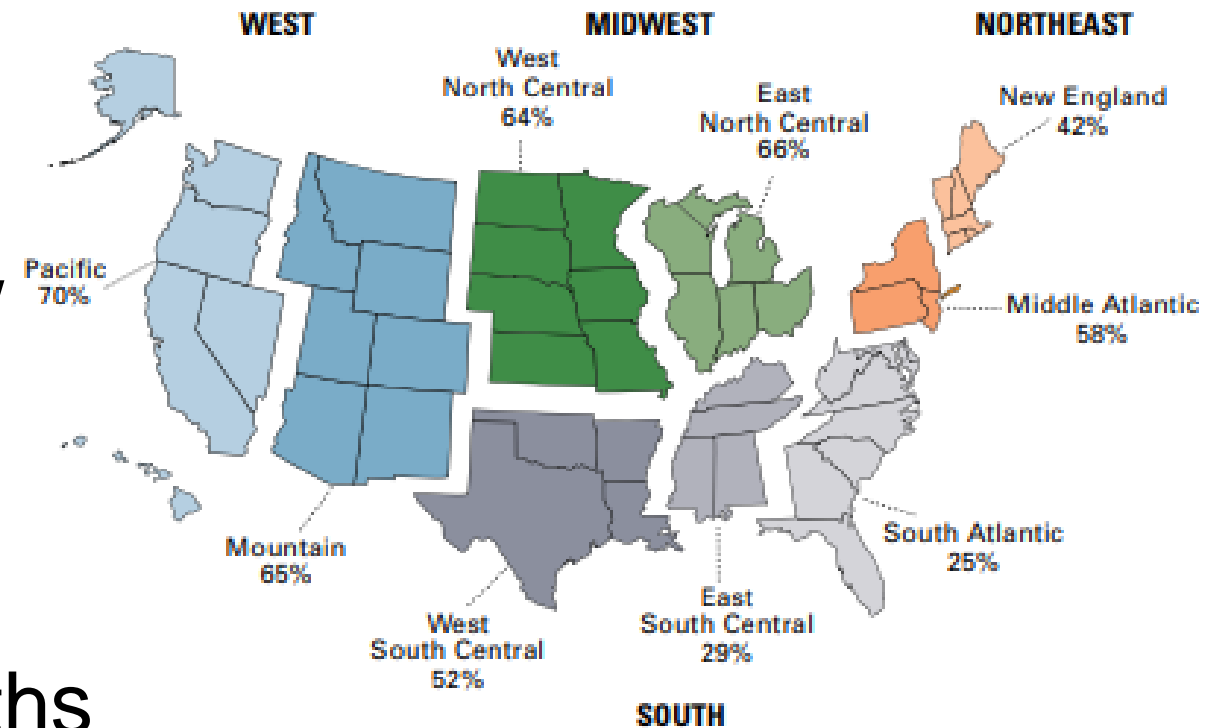 WEST
MIDWEST
NORTHEAST
West
North Central
64%
East
North Central
66%
New England
42%
Pacific
70%
Middle Atlantic
58%
Mountain
65%
South Atlantic
25%
West
South Central
52%
East
South Central
29%
ths
SOUTH